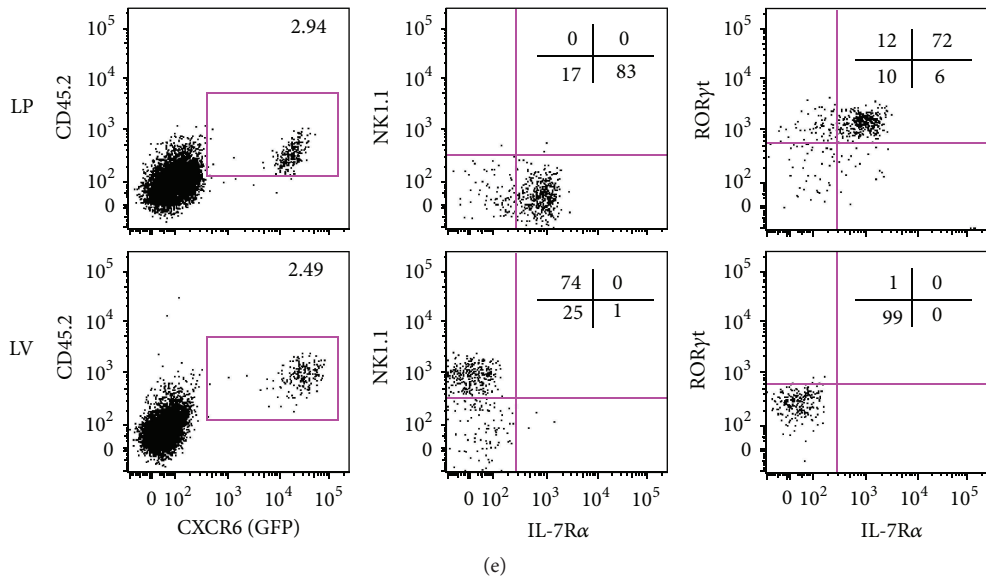 LP
CD45.2
10⁵
10⁴
10³
10²
0
2.94
NK1.1
10⁵
10⁴
10³
10²
0
0 0
17 83
RORγt
10⁵
10⁴
10³
10²
0
12 72
10 6
LV
CD45.2
10⁵
10⁴
10³
10²
0
2.49
0 10² 10³ 10⁴ 10⁵
CXCR6 (GFP)
NK1.1
10⁵
10⁴
10³
10²
0
74 0
25 1
0 10² 10³ 10⁴ 10⁵
IL-7Rα
RORγt
10⁵
10⁴
10³
10²
0
1 0
99 0
0 10² 10³ 10⁴ 10⁵
IL-7Rα
(e)